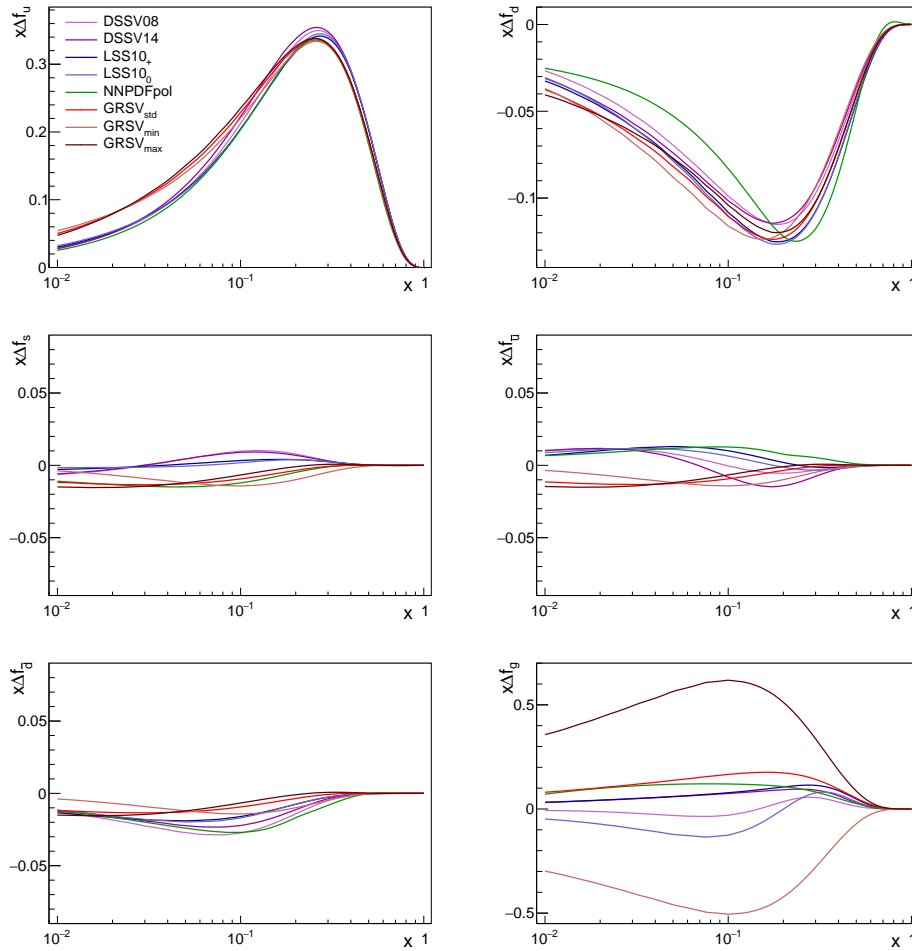 xΔf_u
DSSV08
DSSV14
LSS10_+
LSS10_0
NNPDFpol
GRSV_std
GRSV_min
GRSV_max
0.3
0.2
0.1
0
10^−2
10^−1
x
1
xΔf_d
0
−0.05
−0.1
10^−2
10^−1
x
1
xΔf_s
0.05
0
−0.05
10^−2
10^−1
x
1
xΔf_u̅
0.05
0
−0.05
10^−2
10^−1
x
1
xΔf_d̅
0.05
0
−0.05
10^−2
10^−1
x
1
xΔf_g
0.5
0
−0.5
10^−2
10^−1
x
1